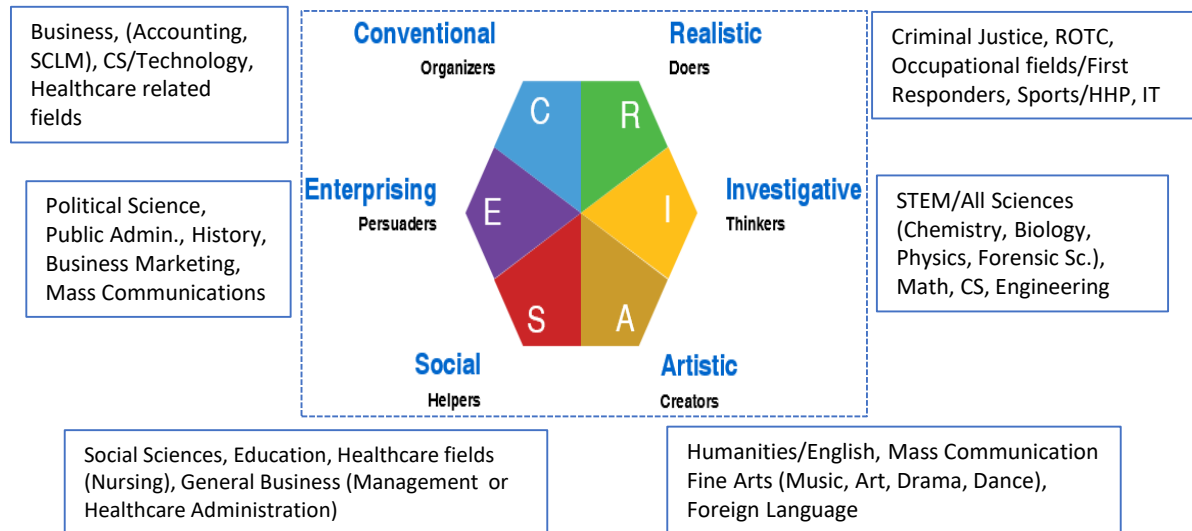 Business, (Accounting,
SCLM), CS/Technology,
Healthcare related
fields
Conventional
Organizers
Realistic
Doers
Criminal Justice, ROTC,
Occupational fields/First
Responders, Sports/HHP, IT
C
R
Political Science,
Public Admin., History,
Business Marketing,
Mass Communications
Enterprising
Persuaders
E
I
Investigative
Thinkers
STEM/All Sciences
(Chemistry, Biology,
Physics, Forensic Sc.),
Math, CS, Engineering
S
A
Social
Helpers
Artistic
Creators
Social Sciences, Education, Healthcare fields
(Nursing), General Business (Management or
Healthcare Administration)
Humanities/English, Mass Communication
Fine Arts (Music, Art, Drama, Dance),
Foreign Language